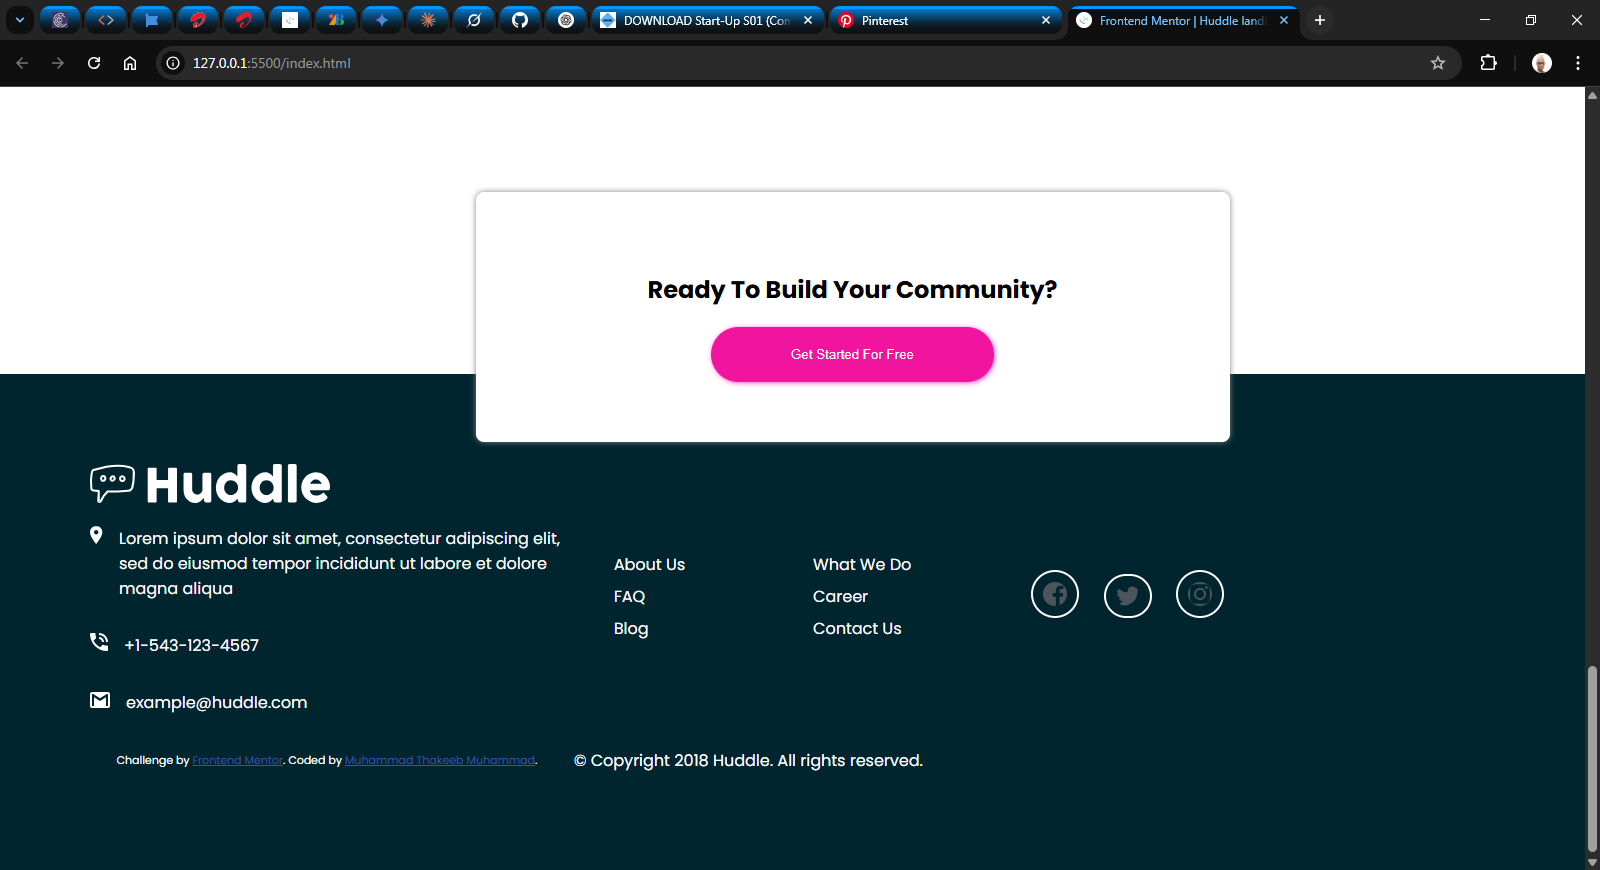 DOWNLOAD Start-Up S01 (Con
Pinterest
Frontend Mentor | Huddle landi
127.0.0.1:5500/index.html
Ready To Build Your Community?
Get Started For Free
Huddle
Lorem ipsum dolor sit amet, consectetur adipiscing elit,
sed do eiusmod tempor incididunt ut labore et dolore
magna aliqua
+1-543-123-4567
example@huddle.com
About Us
FAQ
Blog
What We Do
Career
Contact Us
Challenge by Frontend Mentor. Coded by Muhammad Thakeeb Muhammad.
© Copyright 2018 Huddle. All rights reserved.